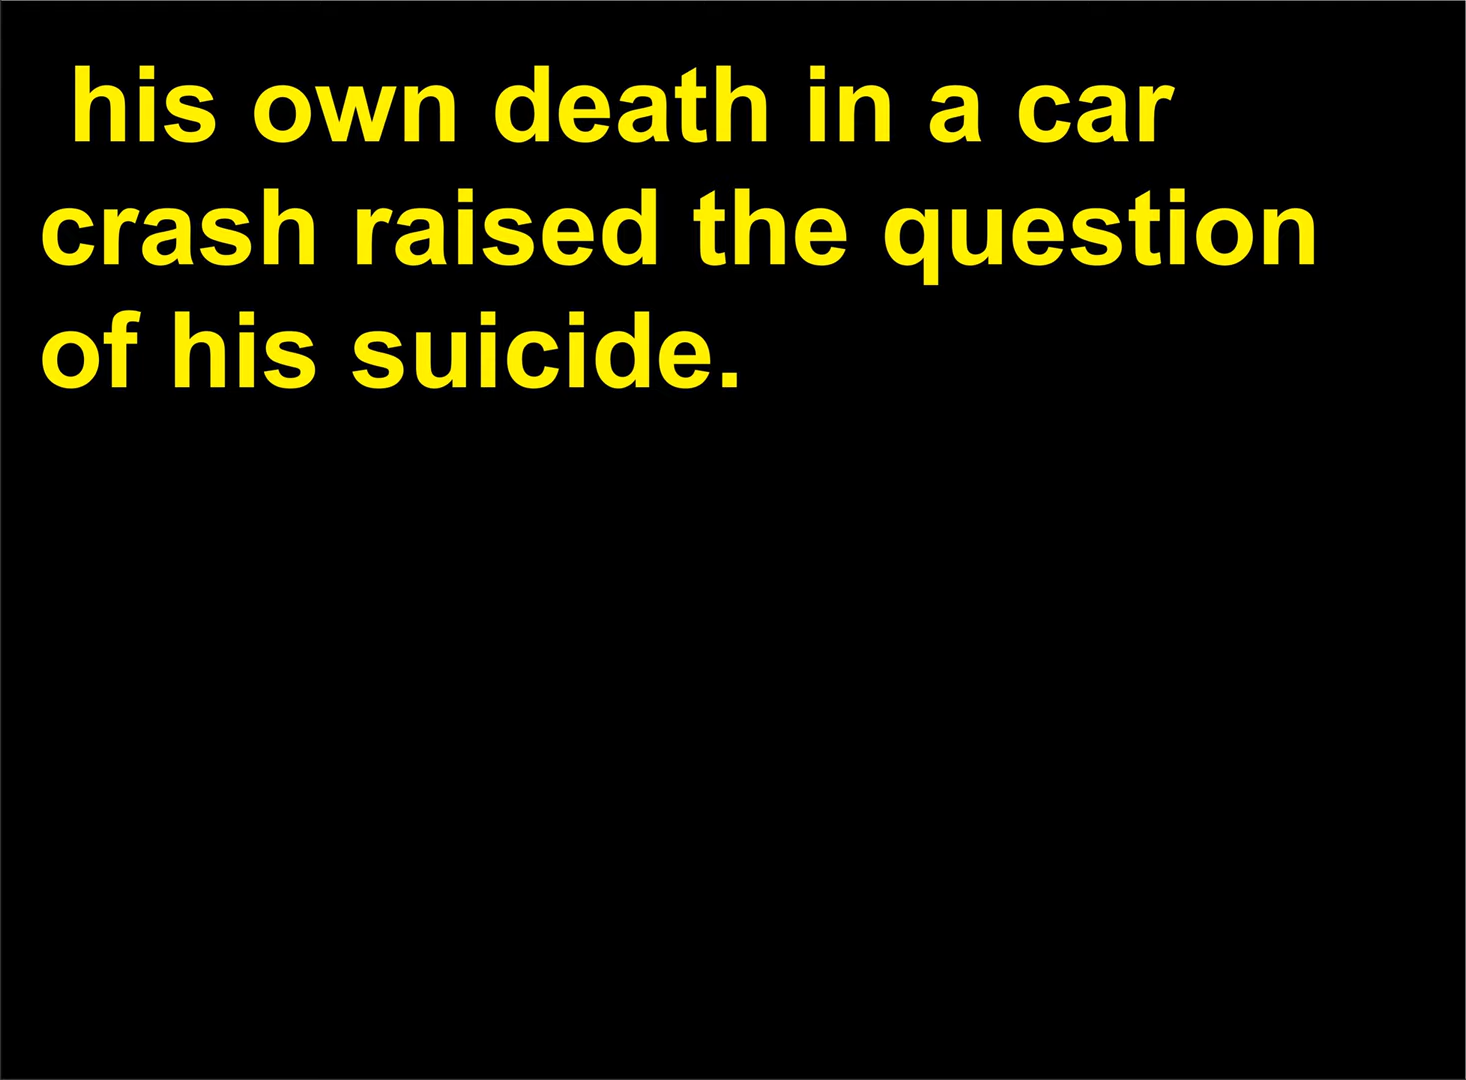 his own death in a car
crash raised the question
of his suicide.